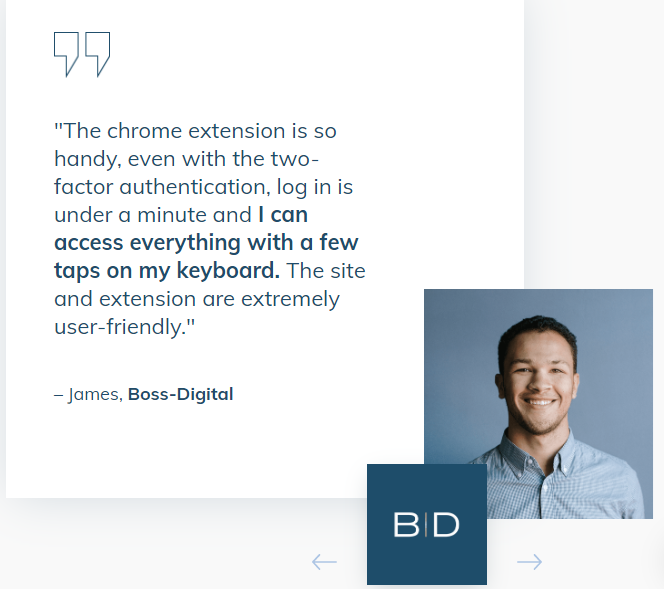 "The chrome extension is so
handy, even with the two-
factor authentication, log in is
under a minute and I can
access everything with a few
taps on my keyboard. The site
and extension are extremely
user-friendly."
– James, Boss-Digital
B|D